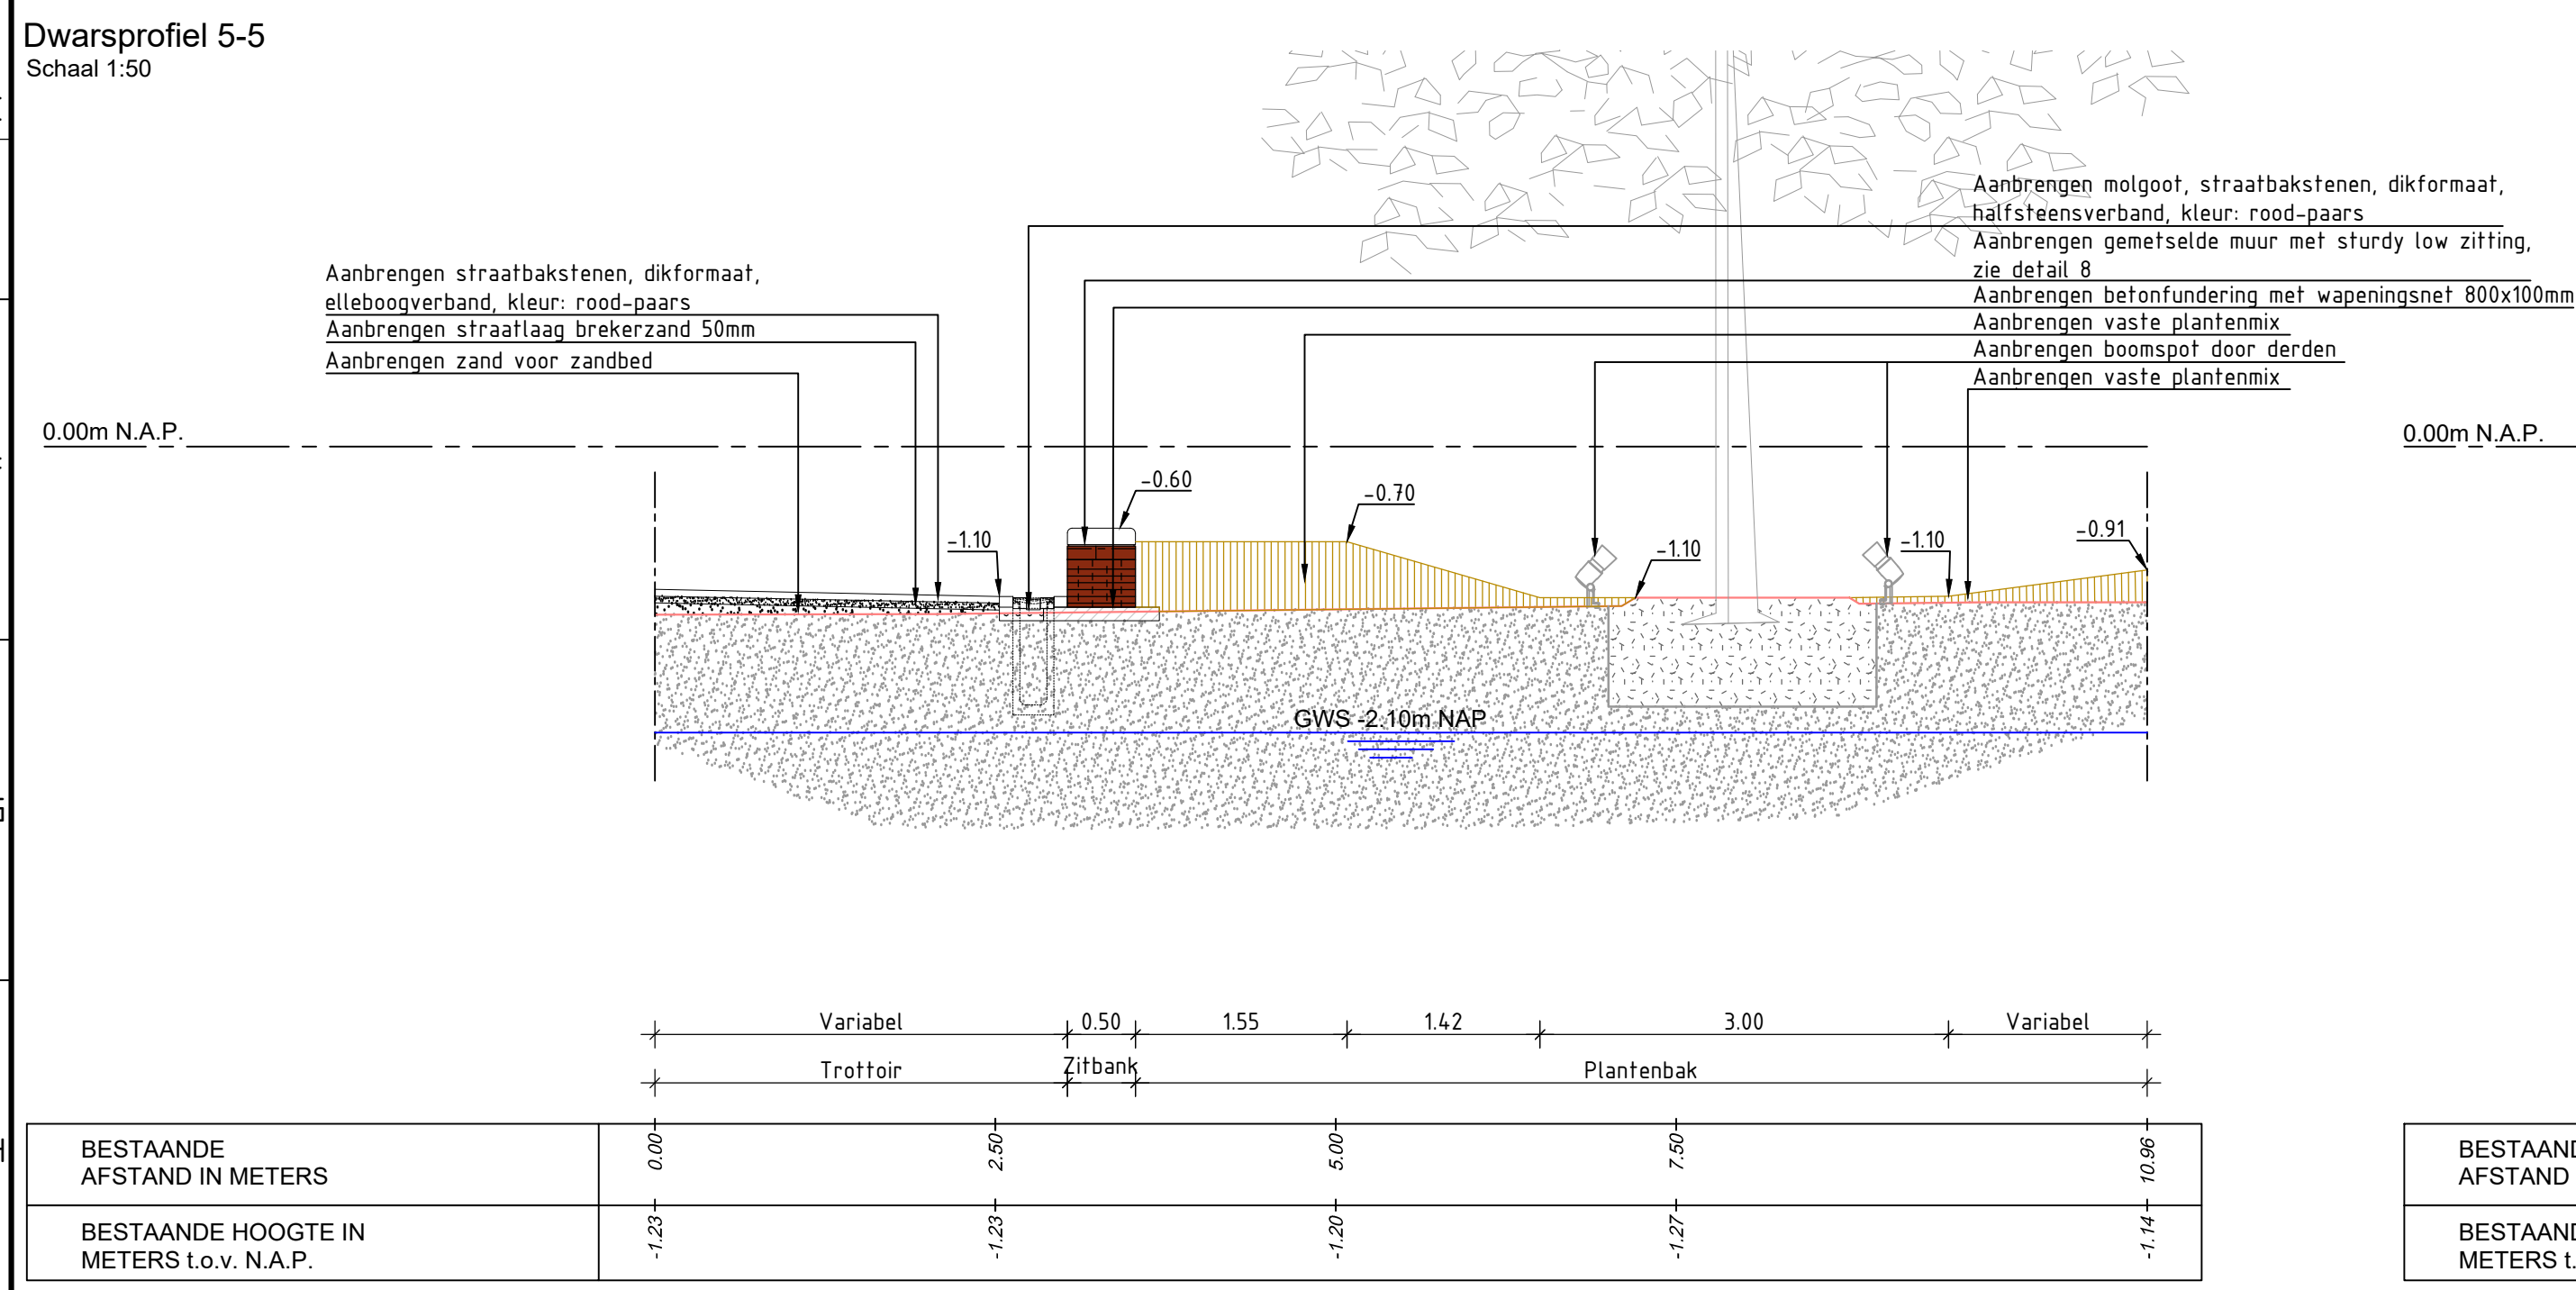 Dwarsprofiel 5-5
Schaal 1:50
Aanbrengen molgoot, straatbakstenen, dikformaat,
halfsteensverband, kleur: rood-paars
Aanbrengen gemetselde muur met sturdy low zitting,
zie detail 8
Aanbrengen betonfundering met wapeningsnet 800x100mm
Aanbrengen vaste plantenmix
Aanbrengen boomspot door derden
Aanbrengen vaste plantenmix
Aanbrengen straatbakstenen, dikformaat,
elleboogverband, kleur: rood-paars
Aanbrengen straatlaag brekerzand 50mm
Aanbrengen zand voor zandbed
0.00m N.A.P.
0.00m N.A.P.
-0.60
-0.70
-1.10
-1.10
-1.10
-0.91
GWS -2.10m NAP
Variabel 0.50 1.55 1.42 3.00 Variabel
Trottoir Zitbank Plantenbak
BESTAANDE
AFSTAND IN METERS
0.00 2.50 5.00 7.50 10.96
BESTAANDE HOOGTE IN
METERS t.o.v. N.A.P.
-1.23 -1.23 -1.20 -1.27 -1.14
BESTAAND
AFSTAND
BESTAAND
METERS t.